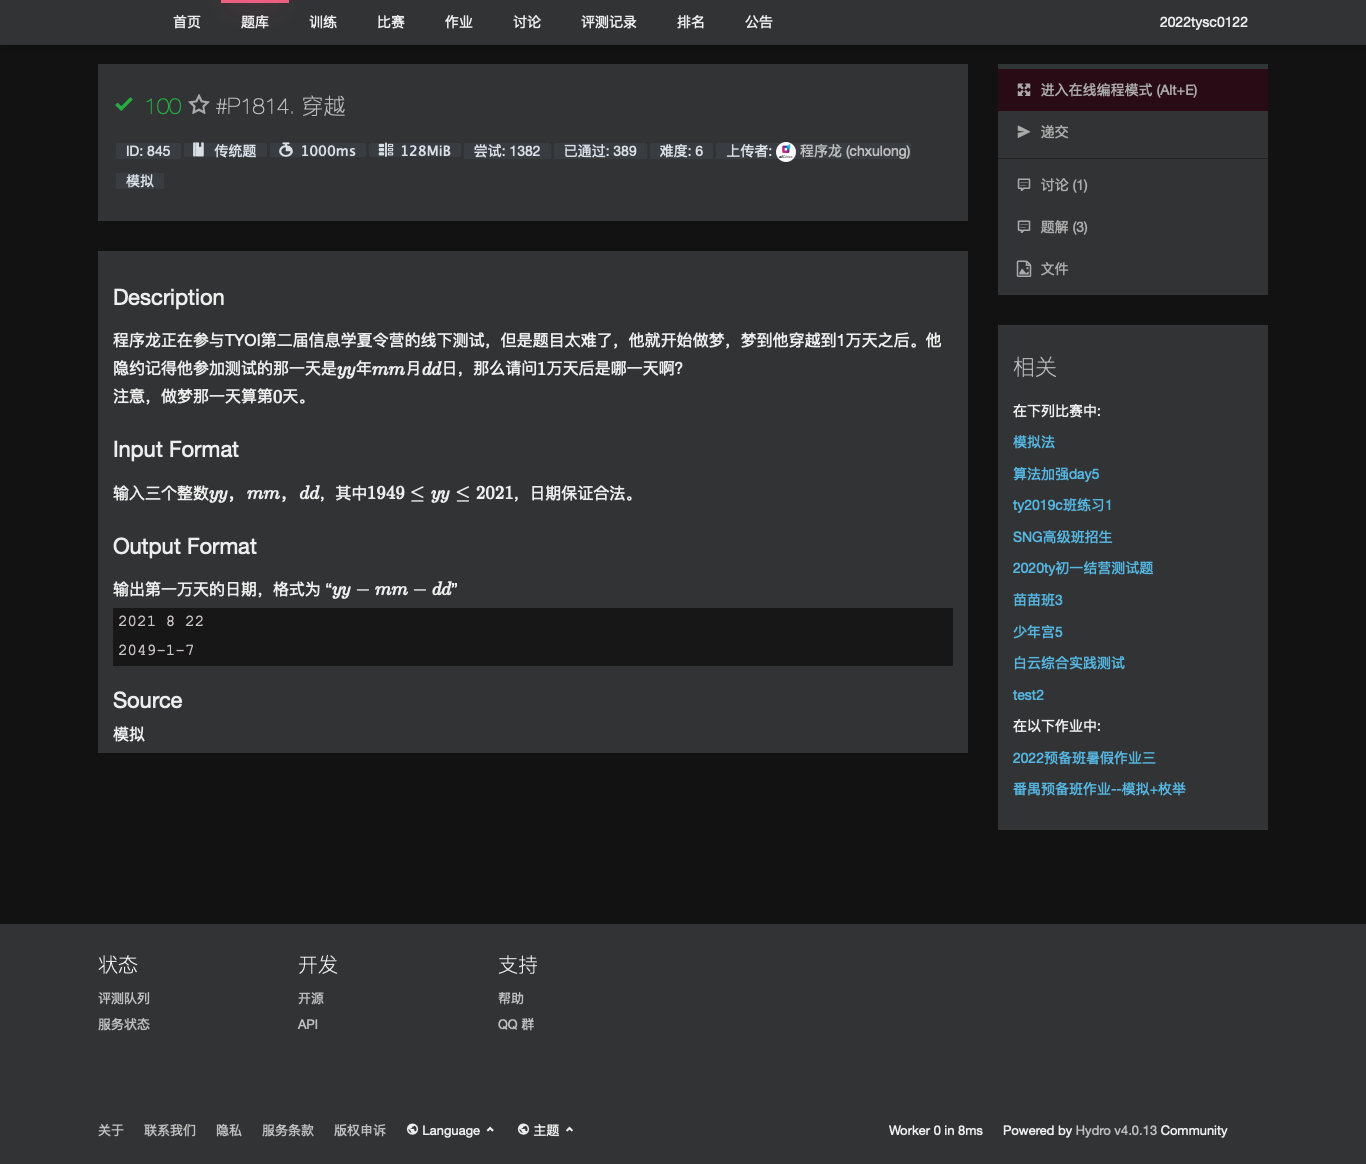 首页 题库 训练 比赛 作业 讨论 评测记录 排名 公告 2022tysc0122
100 #P1814. 穿越
ID: 845 传统题 1000ms 128MiB 尝试: 1382 已通过: 389 难度: 6 上传者: 程序龙 (chxulong)
模拟
Description
程序龙正在参与TYOI第二届信息学夏令营的线下测试，但是题目太难了，他就开始做梦，梦到他穿越到1万天之后。他
隐约记得他参加测试的那一天是yy年mm月dd日，那么请问1万天后是哪一天啊?
注意，做梦那一天算第0天。
Input Format
输入三个整数yy，mm，dd，其中1949 ≤ yy ≤ 2021，日期保证合法。
Output Format
输出第一万天的日期，格式为 “yy − mm − dd”
2021 8 22
2049-1-7
Source
模拟
进入在线编程模式 (Alt+E)
递交
讨论 (1)
题解 (3)
文件
相关
在下列比赛中:
模拟法
算法加强day5
ty2019c班练习1
SNG高级班招生
2020ty初一结营测试题
苗苗班3
少年宫5
白云综合实践测试
test2
在以下作业中:
2022预备班暑假作业三
番禺预备班作业--模拟+枚举
状态
评测队列
服务状态
开发
开源
API
支持
帮助
QQ 群
关于 联系我们 隐私 服务条款 版权申诉 Language 主题 Worker 0 in 8ms Powered by Hydro v4.0.13 Community